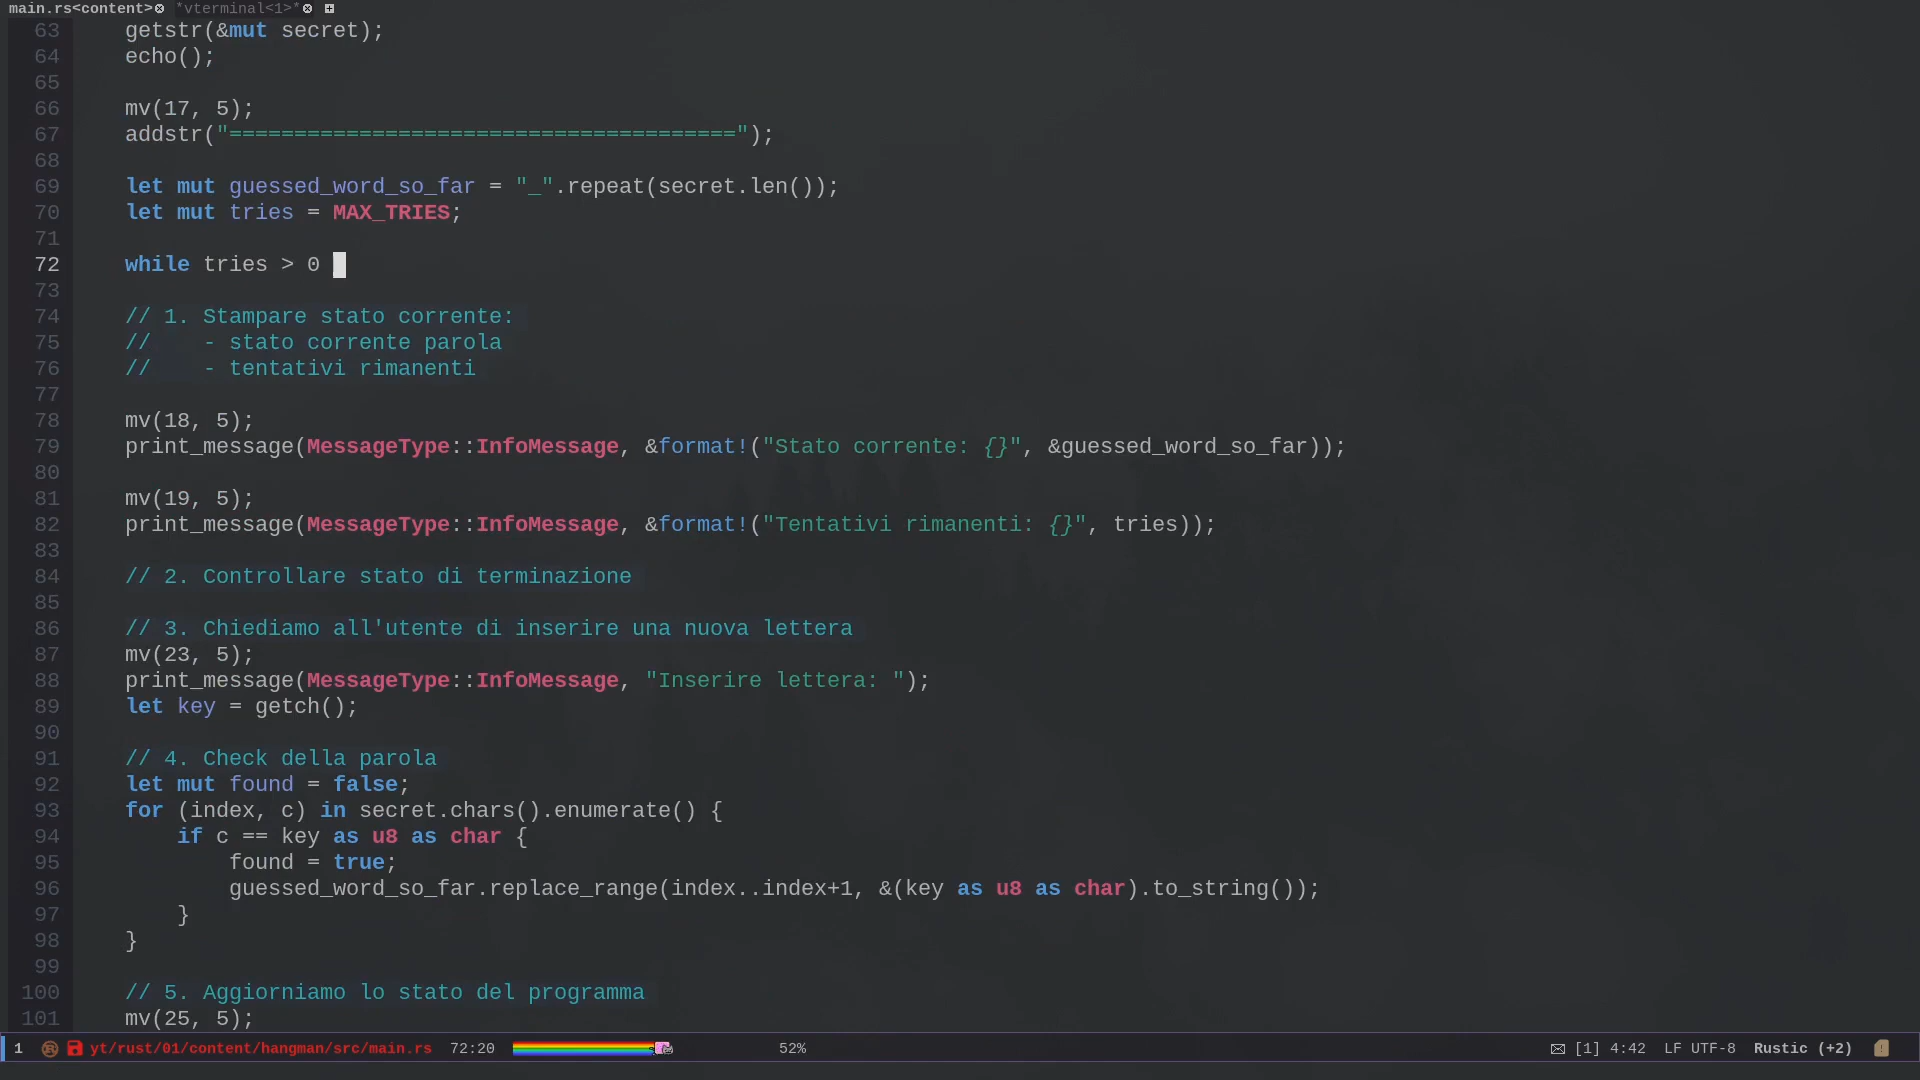 main.rs<content> *vterminal<1>*
63 getstr(&mut secret);
64 echo();
65
66 mv(17, 5);
67 addstr("=======================================");
68
69 let mut guessed_word_so_far = "_".repeat(secret.len());
70 let mut tries = MAX_TRIES;
71
72 while tries > 0
73
74 // 1. Stampare stato corrente:
75 //    - stato corrente parola
76 //    - tentativi rimanenti
77
78 mv(18, 5);
79 print_message(MessageType::InfoMessage, &format!("Stato corrente: {}", &guessed_word_so_far));
80
81 mv(19, 5);
82 print_message(MessageType::InfoMessage, &format!("Tentativi rimanenti: {}", tries));
83
84 // 2. Controllare stato di terminazione
85
86 // 3. Chiediamo all'utente di inserire una nuova lettera
87 mv(23, 5);
88 print_message(MessageType::InfoMessage, "Inserire lettera: ");
89 let key = getch();
90
91 // 4. Check della parola
92 let mut found = false;
93 for (index, c) in secret.chars().enumerate() {
94     if c == key as u8 as char {
95         found = true;
96         guessed_word_so_far.replace_range(index..index+1, &(key as u8 as char).to_string());
97     }
98 }
99
100 // 5. Aggiorniamo lo stato del programma
101 mv(25, 5);
1 yt/rust/01/content/hangman/src/main.rs 72:20 52% [1] 4:42 LF UTF-8 Rustic (+2)